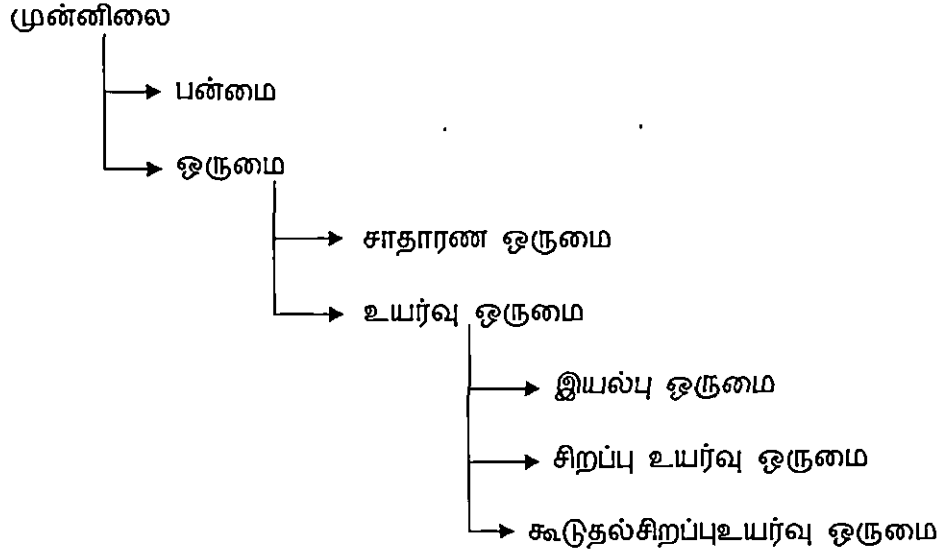 முன்னிலை
பன்மை
ஒருமை
சாதாரண ஒருமை
உயர்வு ஒருமை
இயல்பு ஒருமை
சிறப்பு உயர்வு ஒருமை
கூடுதல்சிறப்புஉயர்வு ஒருமை